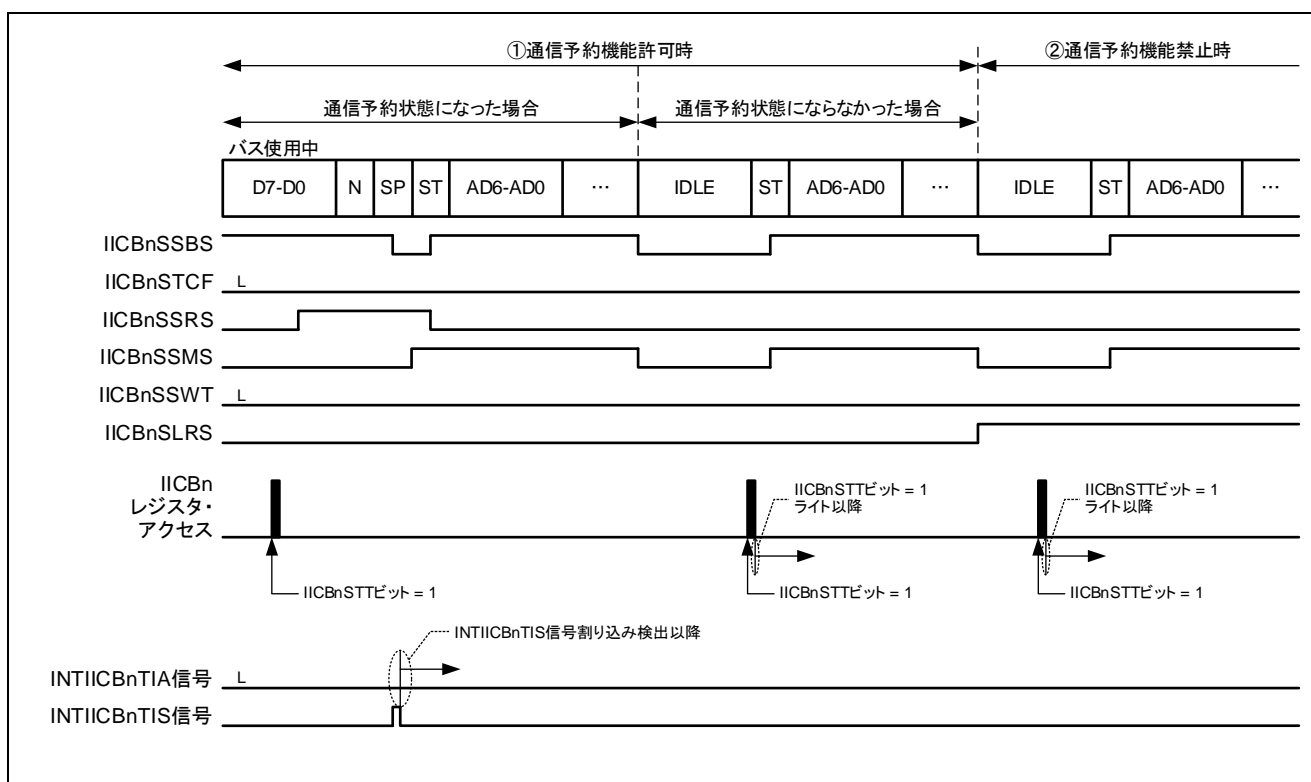 ①通信予約機能許可時
②通信予約機能禁止時
通信予約状態になった場合
通信予約状態にならなかった場合
バス使用中
D7-D0 N SP ST AD6-AD0 … IDLE ST AD6-AD0 … IDLE ST AD6-AD0 …
IICBnSSBS
IICBnSTCF L
IICBnSSRS
IICBnSSMS
IICBnSSWT L
IICBnSLRS
IICBn
レジスタ・
アクセス
IICBnSTTビット = 1
ライト以降
IICBnSTTビット = 1
ライト以降
IICBnSTTビット = 1
IICBnSTTビット = 1
IICBnSTTビット = 1
INTIICBnTIS信号割り込み検出以降
INTIICBnTIA信号 L
INTIICBnTIS信号